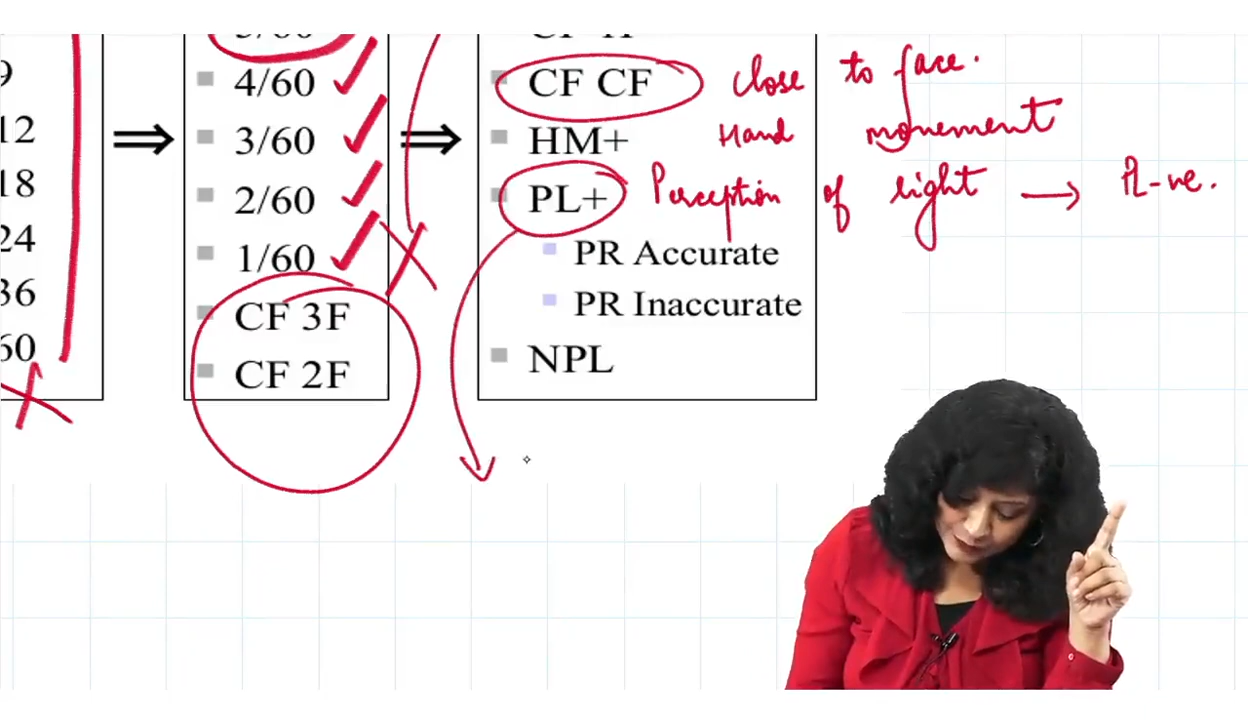 9
12
18
24
36
60
4/60
3/60
2/60
1/60
CF 3F
CF 2F
CF CF close to face.
HM+ Hand movement
PL+ Perception of light → PL-ve.
PR Accurate
PR Inaccurate
NPL